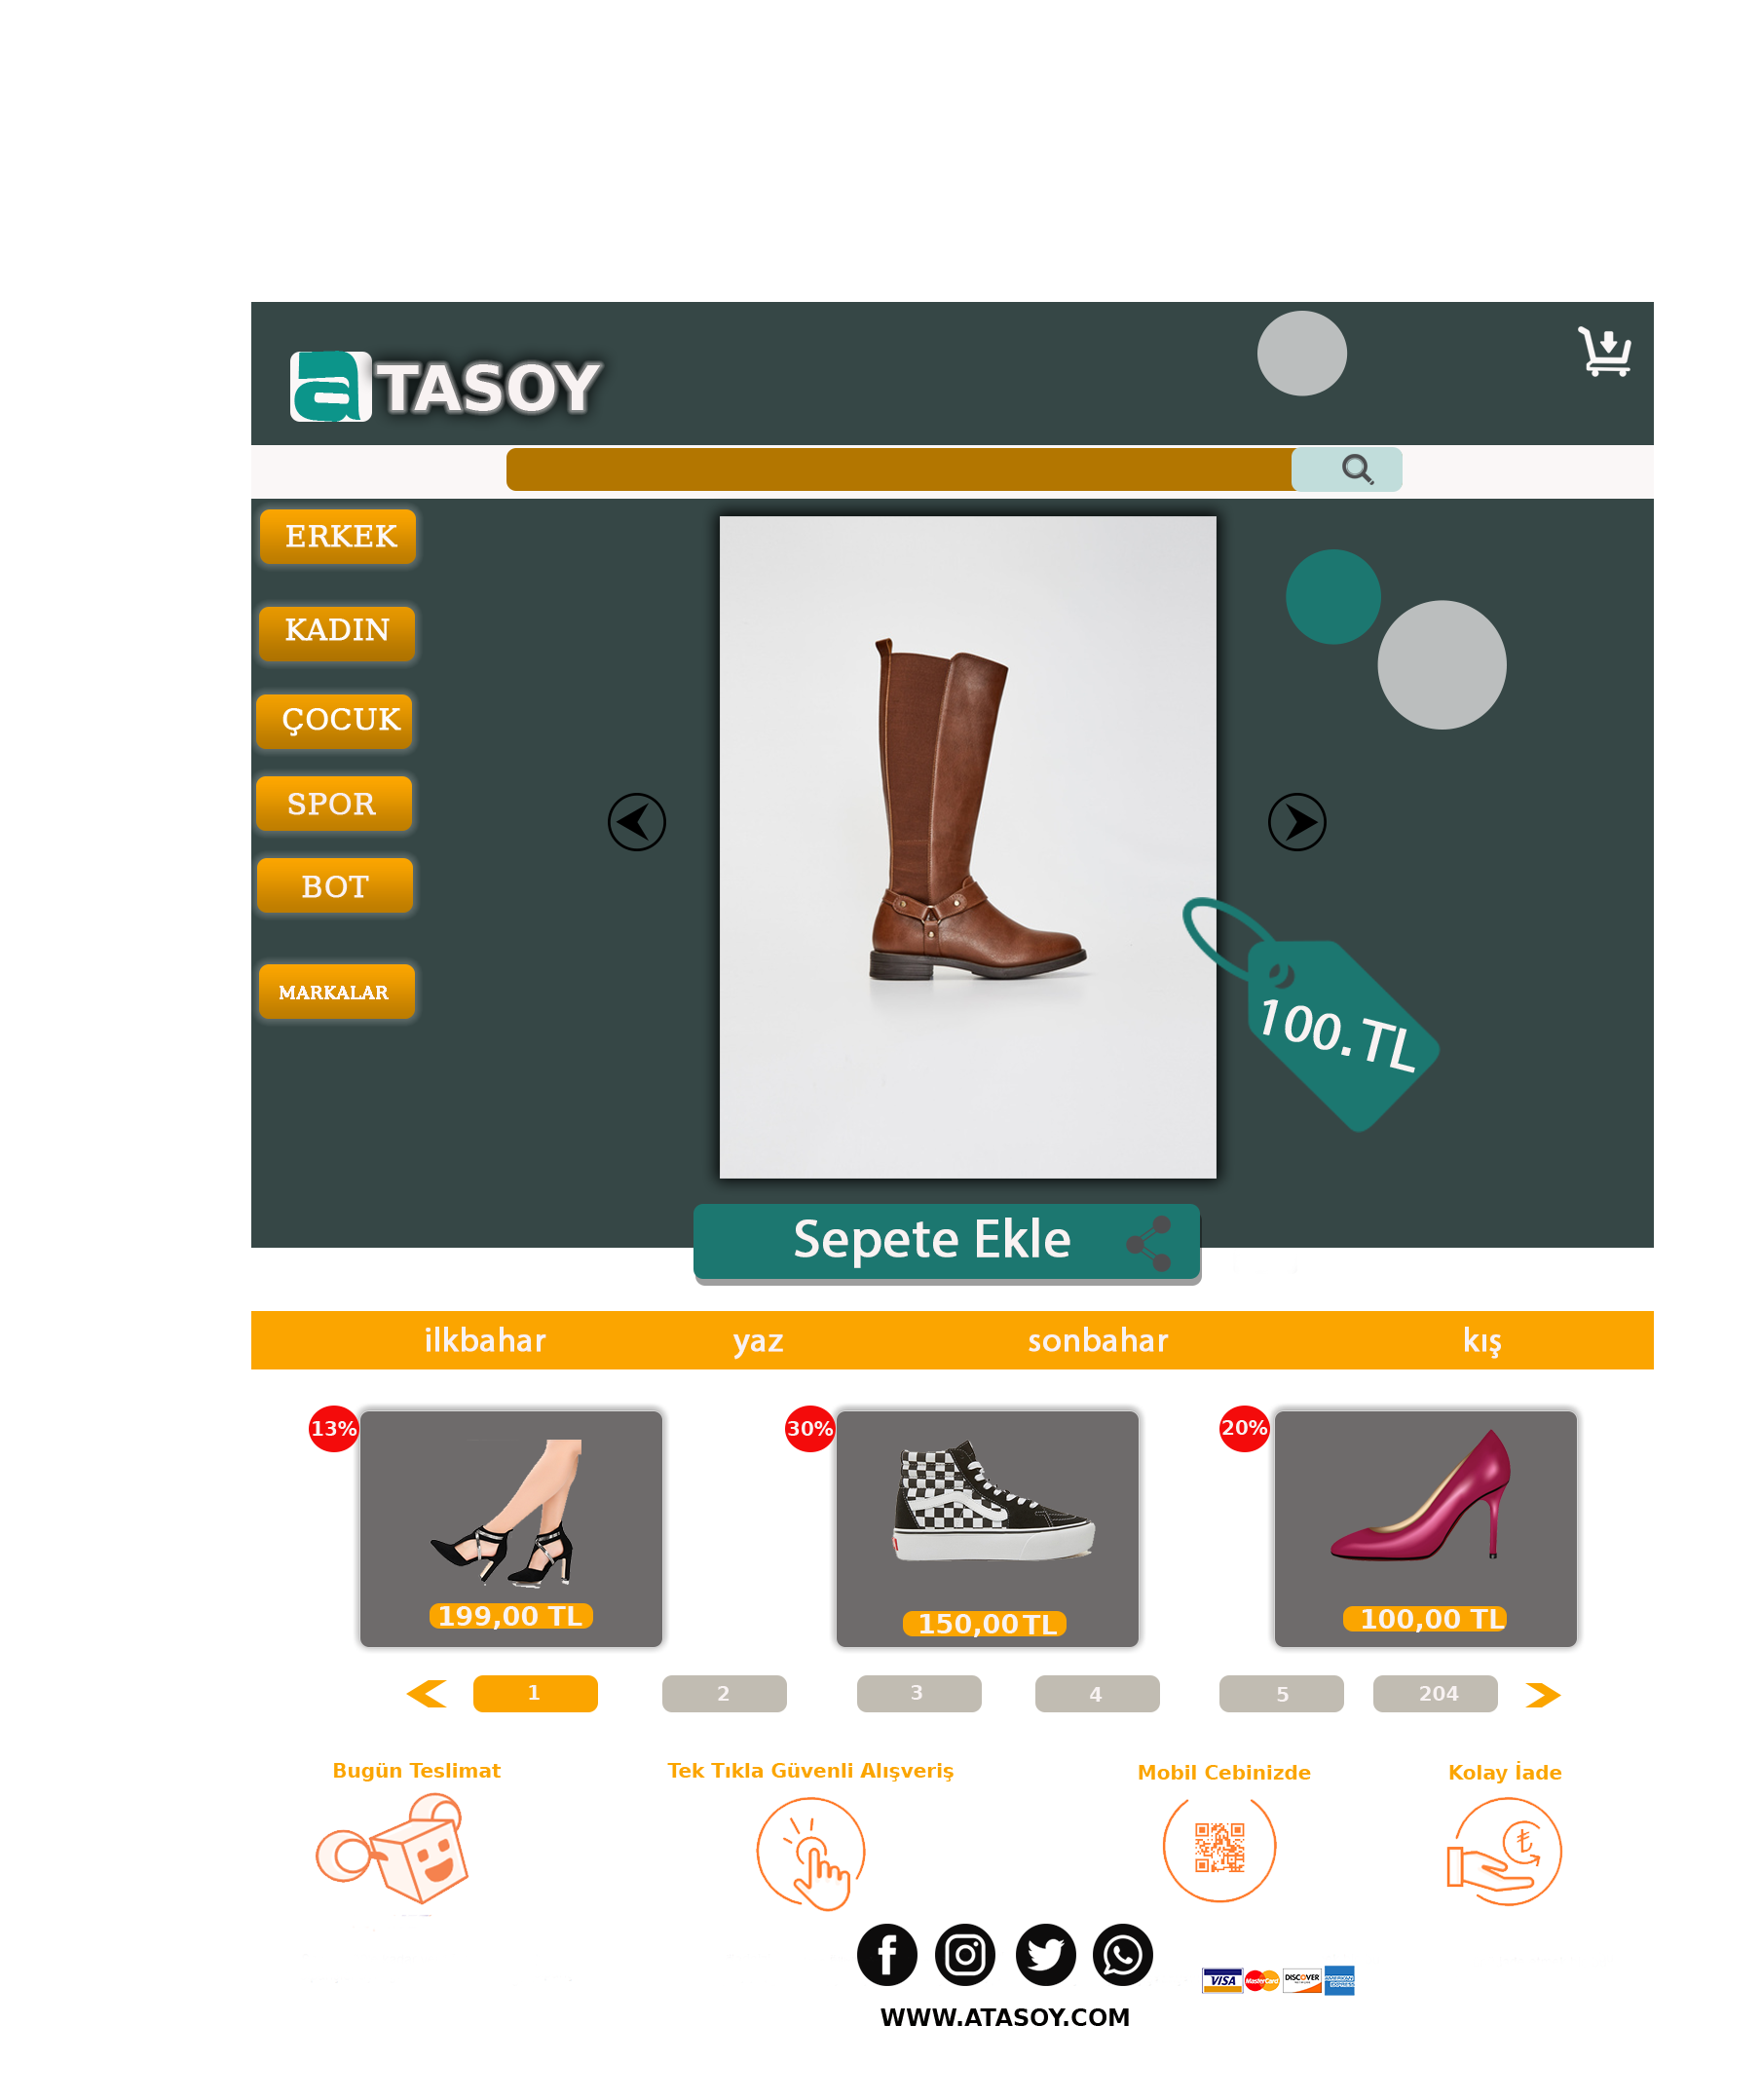 aTASOY
ERKEK
KADIN
ÇOCUK
SPOR
BOT
MARKALAR
100.TL
Sepete Ekle
ilkbahar yaz sonbahar kış
13% 30% 20%
199,00 TL 150,00 TL 100,00 TL
1 2 3 4 5 204
Bugün Teslimat Tek Tıkla Güvenli Alışveriş Mobil Cebinizde Kolay İade
₺
VISA MasterCard DISCOVER AMERICAN EXPRESS
WWW.ATASOY.COM